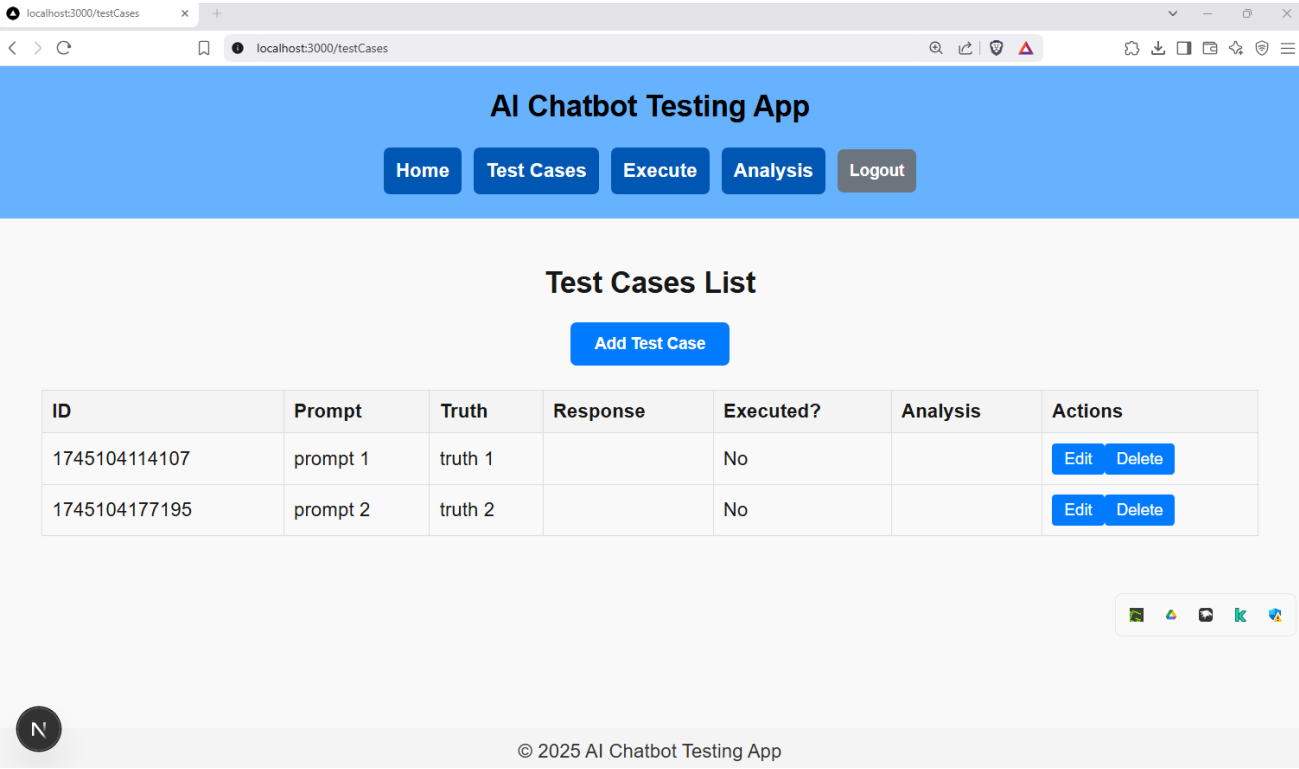 localhost:3000/testCases
localhost:3000/testCases
AI Chatbot Testing App
Home Test Cases Execute Analysis Logout
Test Cases List
Add Test Case
ID Prompt Truth Response Executed? Analysis Actions
1745104114107 prompt 1 truth 1 No Edit Delete
1745104177195 prompt 2 truth 2 No Edit Delete
k
N
© 2025 AI Chatbot Testing App